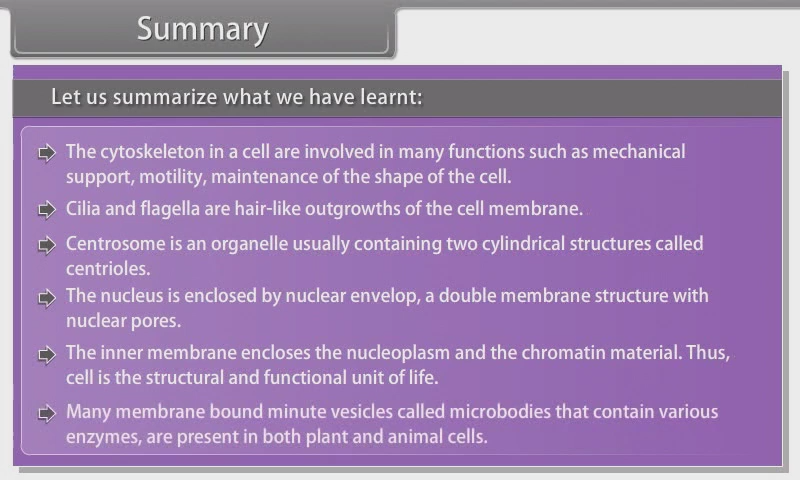 Summary
Let us summarize what we have learnt:
The cytoskeleton in a cell are involved in many functions such as mechanical
support, motility, maintenance of the shape of the cell.
Cilia and flagella are hair-like outgrowths of the cell membrane.
Centrosome is an organelle usually containing two cylindrical structures called
centrioles.
The nucleus is enclosed by nuclear envelop, a double membrane structure with
nuclear pores.
The inner membrane encloses the nucleoplasm and the chromatin material. Thus,
cell is the structural and functional unit of life.
Many membrane bound minute vesicles called microbodies that contain various
enzymes, are present in both plant and animal cells.